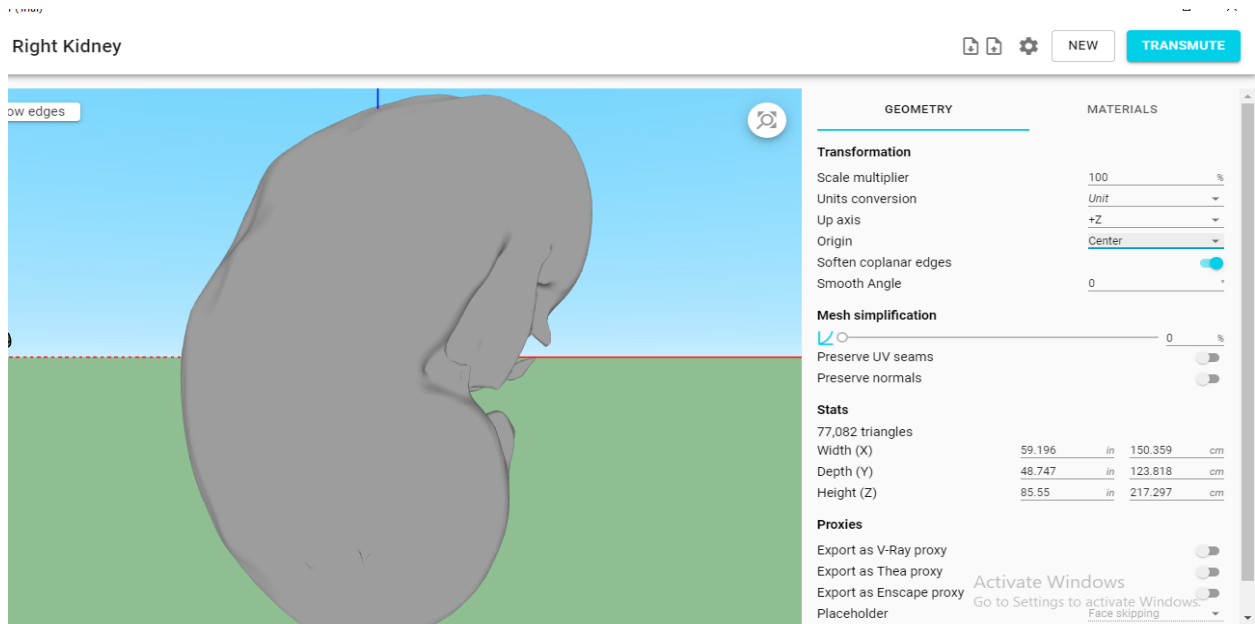 Right Kidney
NEW
TRANSMUTE
ow edges
GEOMETRY
MATERIALS
Transformation
Scale multiplier 100 %
Units conversion Unit
Up axis +Z
Origin Center
Soften coplanar edges
Smooth Angle 0 °
Mesh simplification
0 %
Preserve UV seams
Preserve normals
Stats
77,082 triangles
Width (X) 59.196 in 150.359 cm
Depth (Y) 48.747 in 123.818 cm
Height (Z) 85.55 in 217.297 cm
Proxies
Export as V-Ray proxy
Export as Thea proxy
Export as Enscape proxy
Placeholder Face skipping
Activate Windows
Go to Settings to activate Windows.